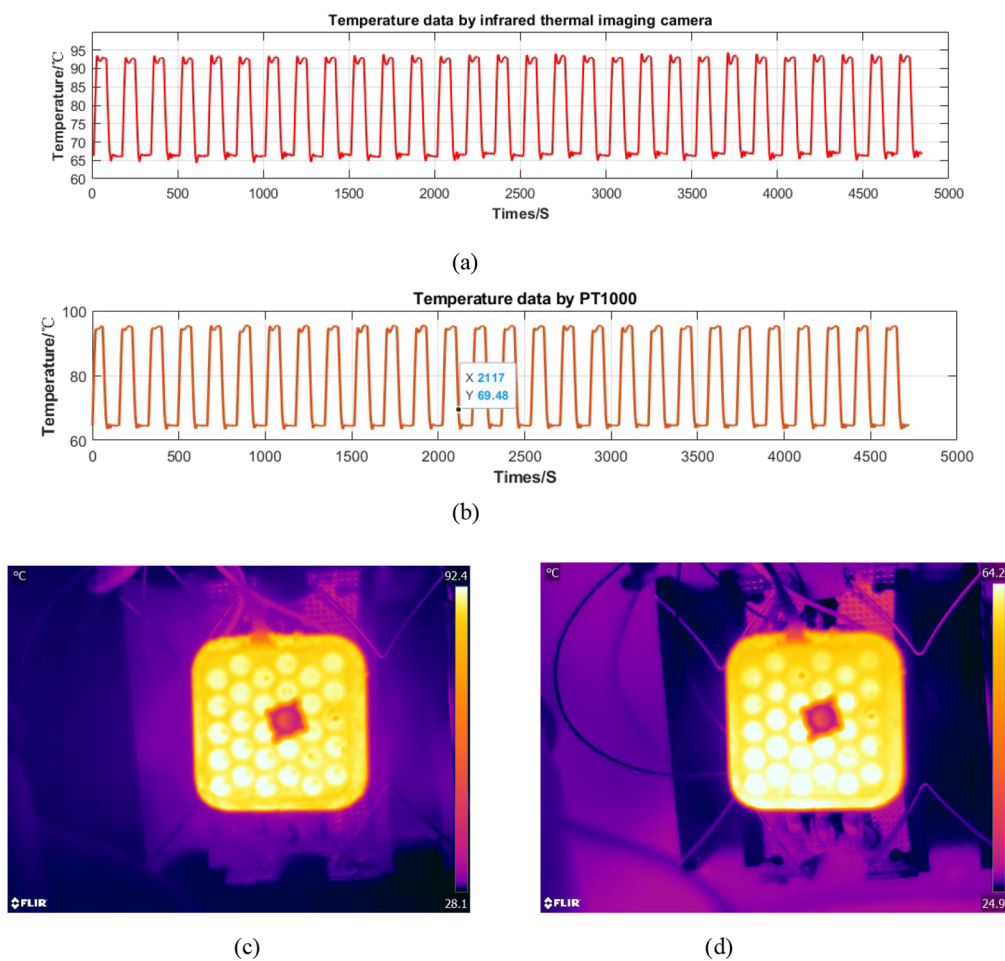 Temperature data by infrared thermal imaging camera
Temperature/℃
95
90
85
80
75
70
65
60
0 500 1000 1500 2000 2500 3000 3500 4000 4500 5000
Times/S
(a)
Temperature data by PT1000
Temperature/℃
100
80
60
X 2117
Y 69.48
0 500 1000 1500 2000 2500 3000 3500 4000 4500 5000
Times/S
(b)
°C 92.4
28.1
FLIR
(c)
°C 64.2
24.9
FLIR
(d)